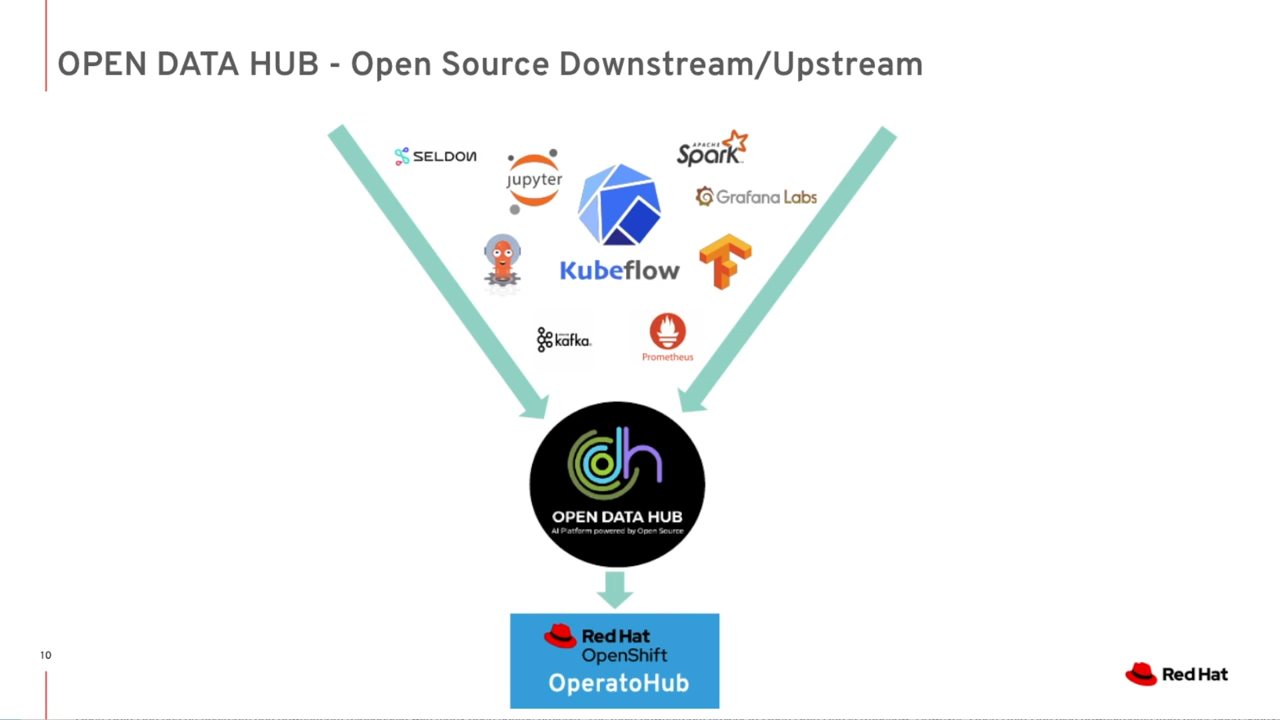 OPEN DATA HUB - Open Source Downstream/Upstream
SELDON
jupyter
APACHE
Spark
Grafana Labs
Kubeflow
kafka
Prometheus
odh
OPEN DATA HUB
AI Platform powered by Open Source
Red Hat
OpenShift
OperatoHub
10
Red Hat